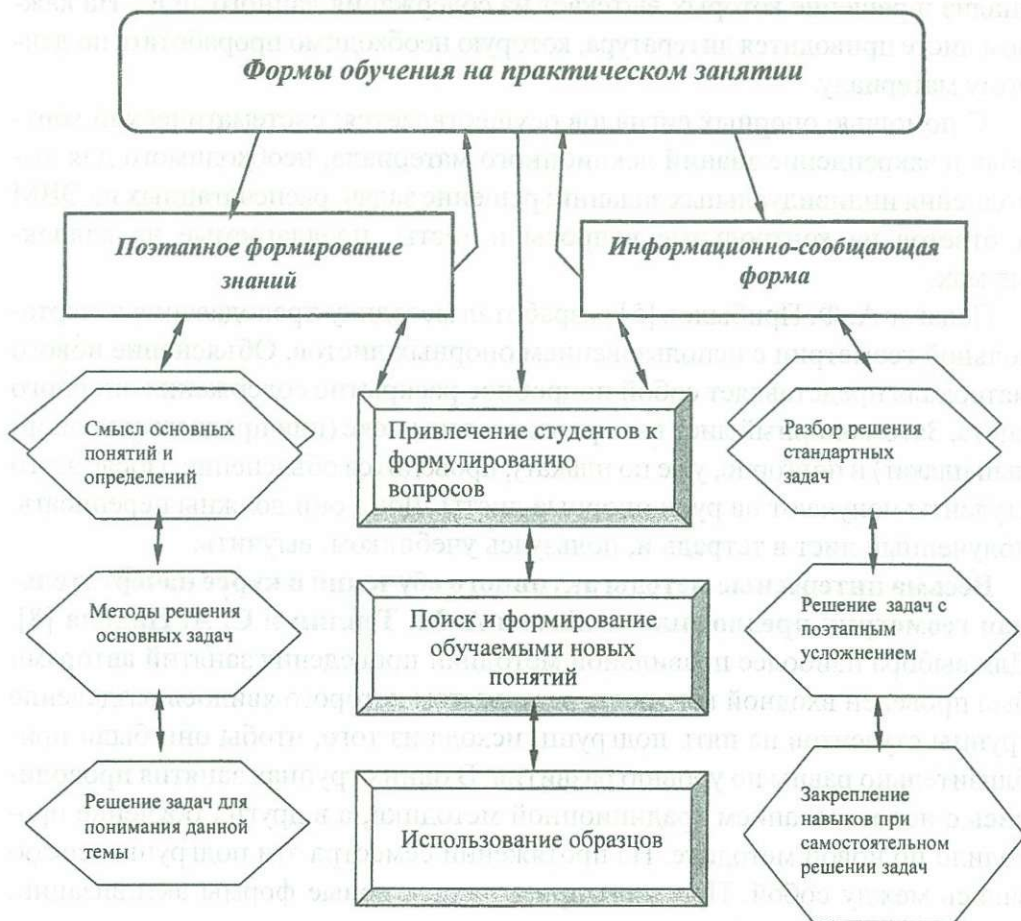 Формы обучения на практическом занятии
Поэтапное формирование
знаний
Информационно-сообщающая
форма
Смысл основных
понятий и
определений
Привлечение студентов к
формулированию
вопросов
Разбор решения
стандартных
задач
Методы решения
основных задач
Поиск и формирование
обучаемыми новых
понятий
Решение задач с
поэтапным
усложнением
Решение задач для
понимания данной
темы
Использование образцов
Закрепление
навыков при
самостоятельном
решении задач